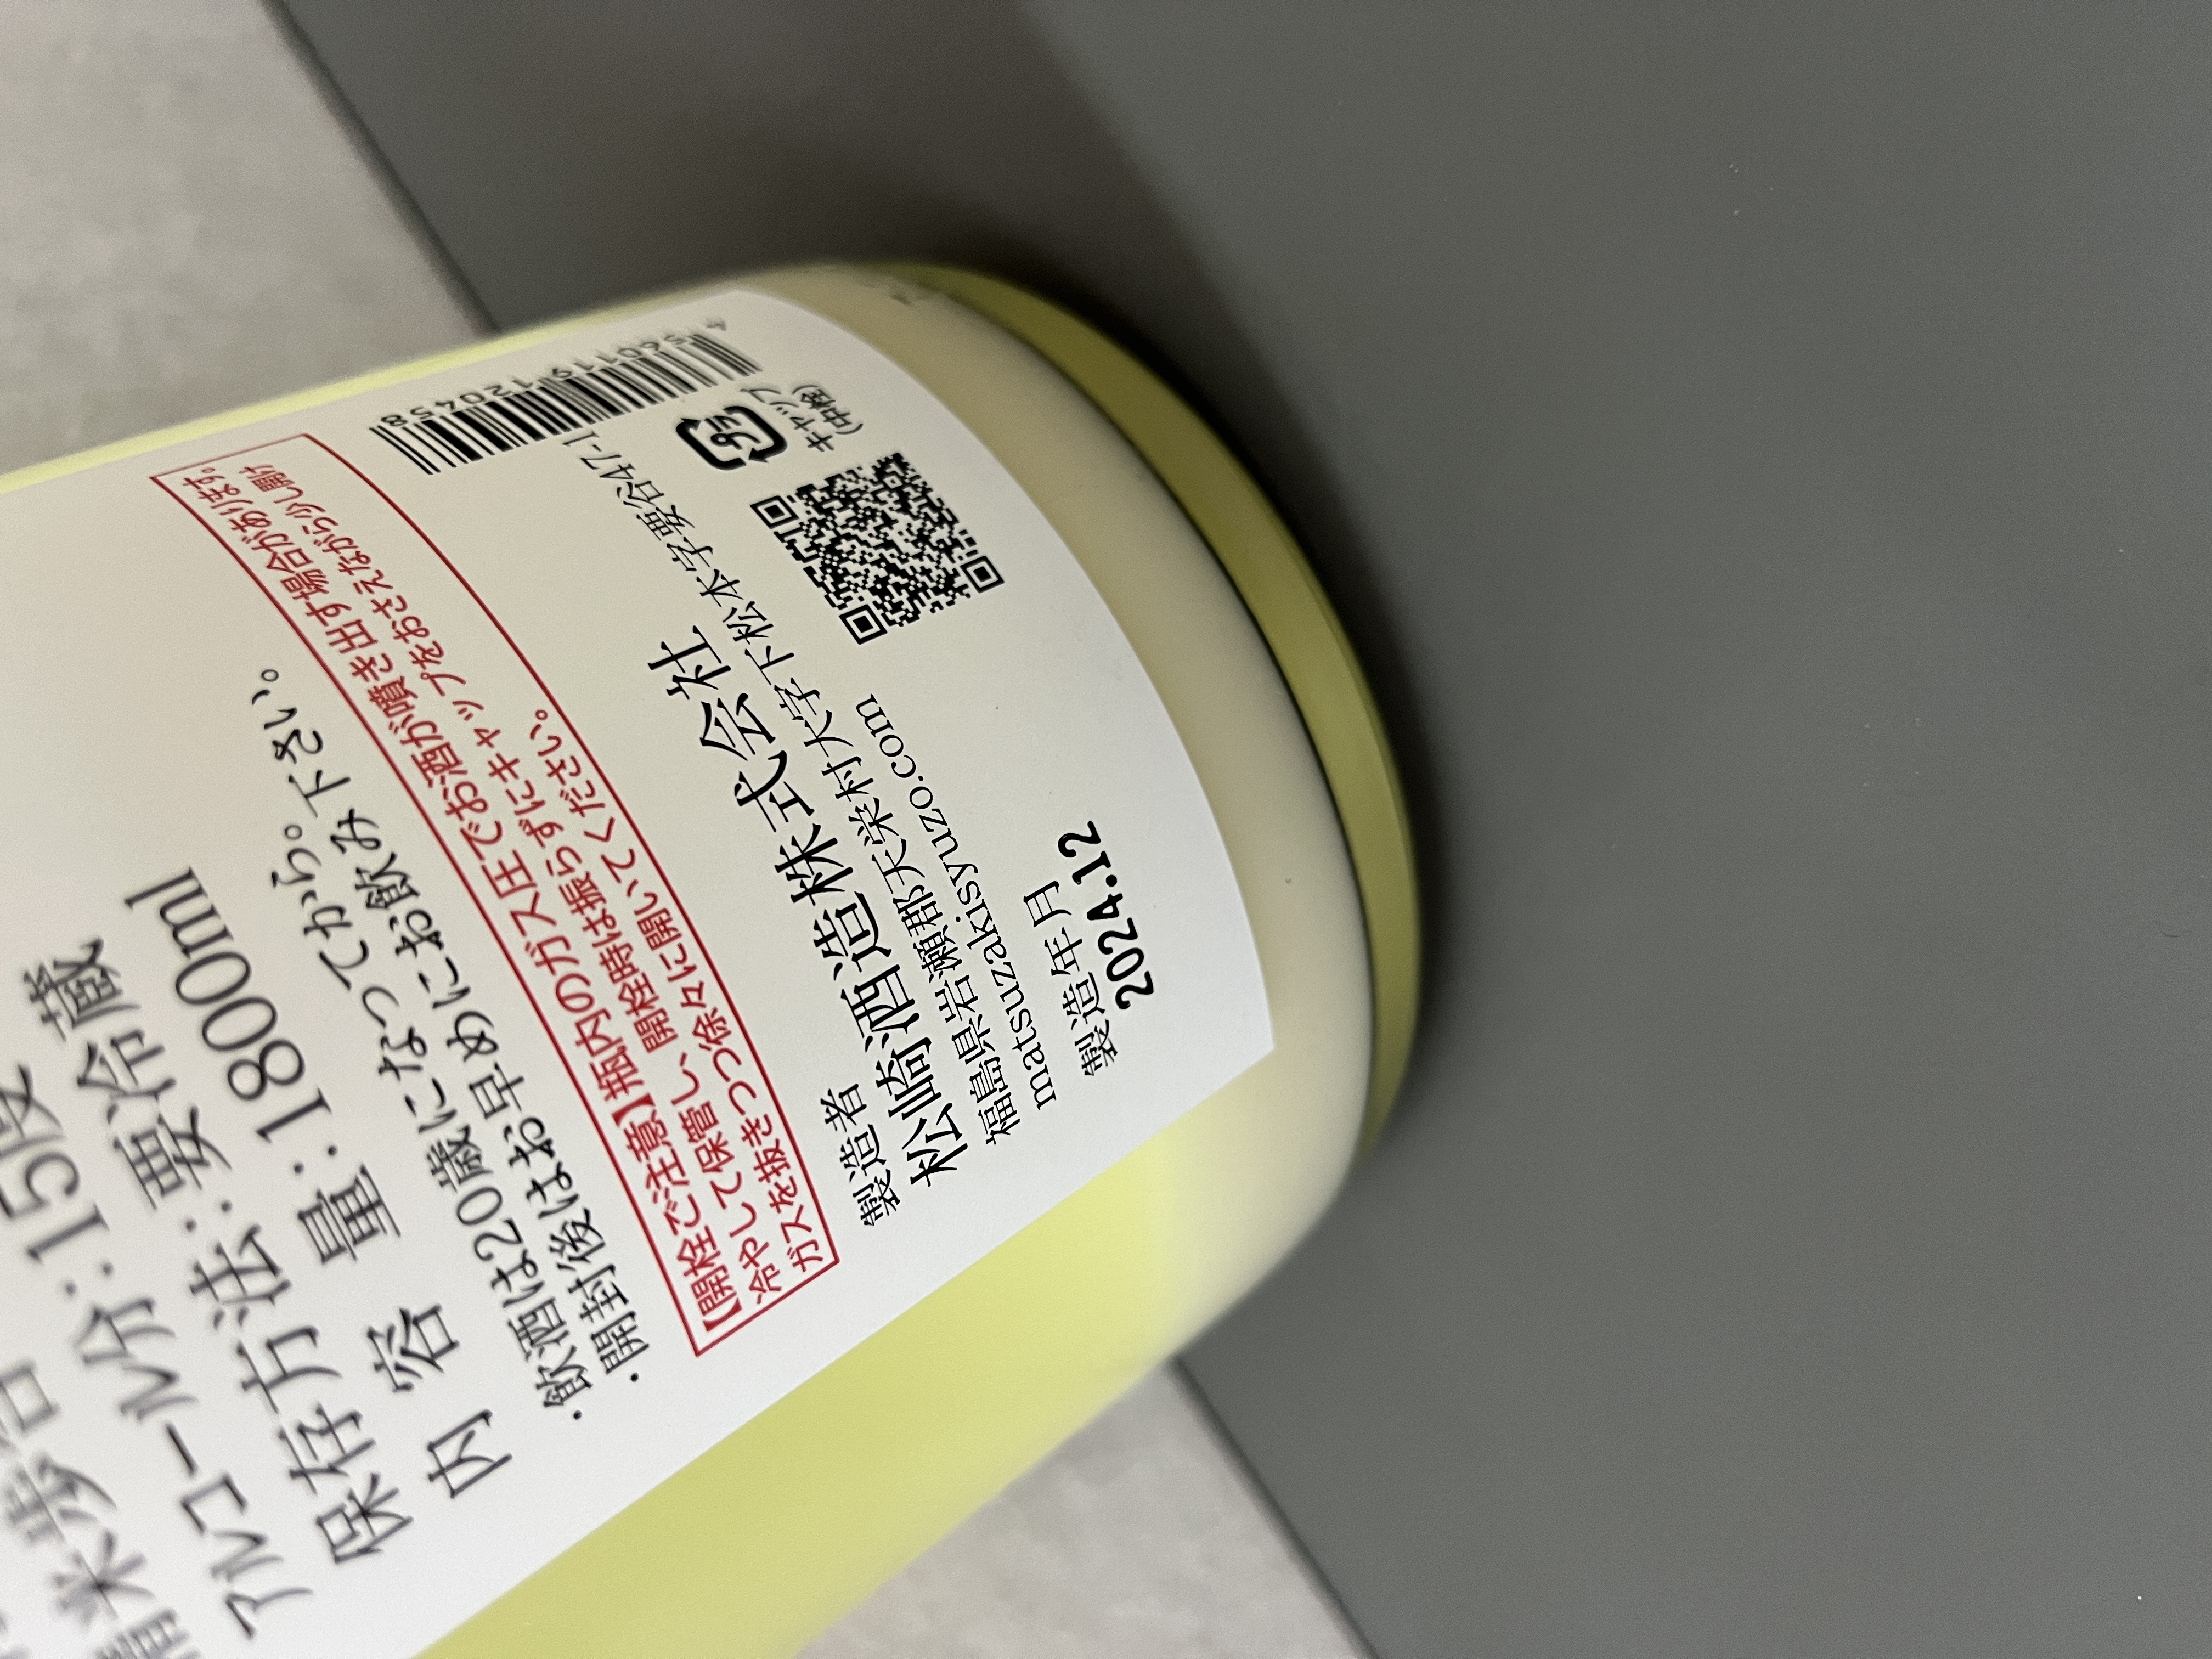 精米歩合
アルコール分:15度
保存方法:要冷蔵
内容量:1800ml
・飲酒は20歳になってから。
・開封後はお早めにお飲み下さい。
【開栓で注意】瓶内のガス圧でお酒が噴き出す場合があります。
冷やして保管し、開栓時は振らずにキャップをおさえながら少し開け
ガスを抜きつつ徐々に開いてください。
4560119120458
製造者
松崎酒造株式会社
福島県岩瀬郡天栄村大字下松本字要谷47-1
matsuzakisyuzo.com
プラ
キャップ
(中栓)
製造年月
2024.12